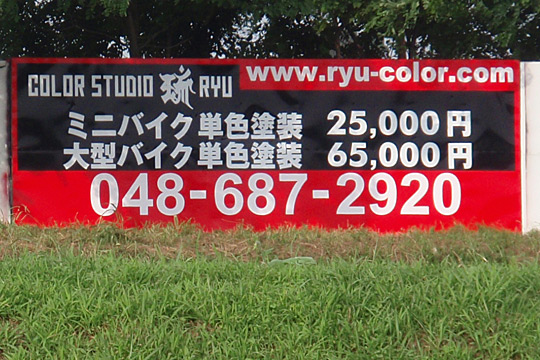 COLOR STUDIO 琉 RYU
www.ryu-color.com
ミニバイク単色塗装 25,000円
大型バイク単色塗装 65,000円
048-687-2920